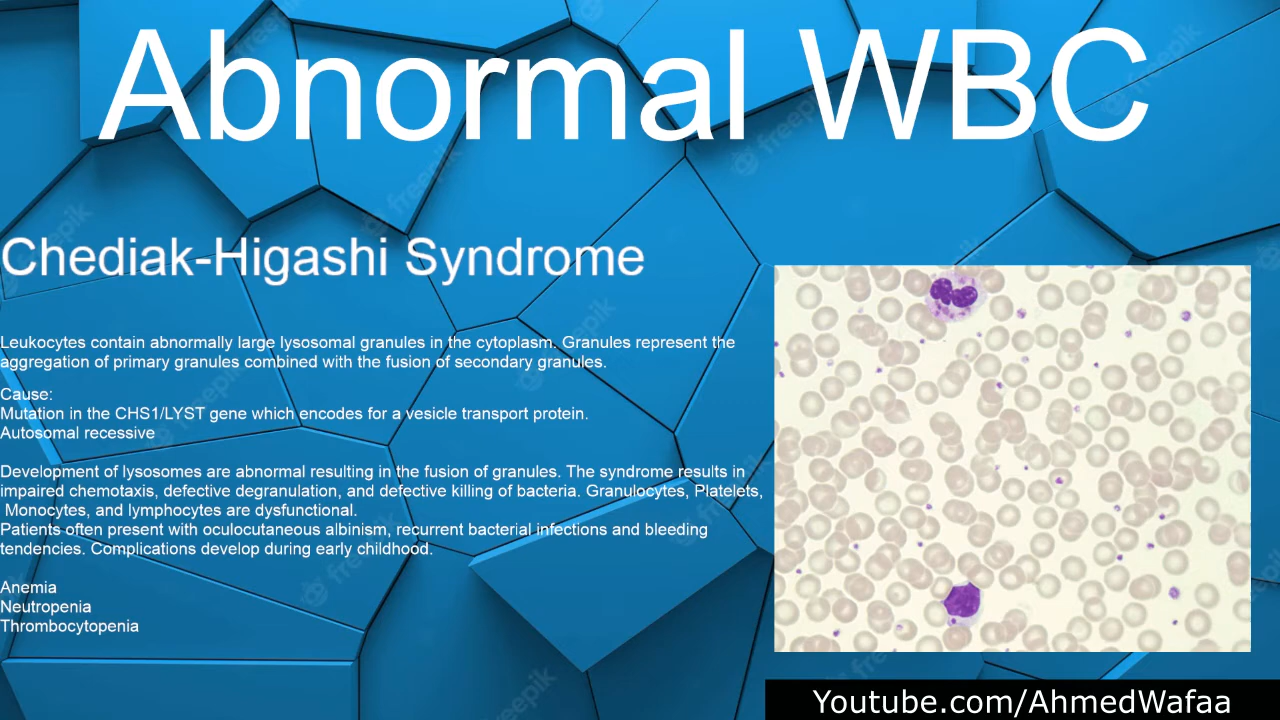 Abnormal WBC
Chediak-Higashi Syndrome
Leukocytes contain abnormally large lysosomal granules in the cytoplasm. Granules represent the
aggregation of primary granules combined with the fusion of secondary granules.
Cause:
Mutation in the CHS1/LYST gene which encodes for a vesicle transport protein.
Autosomal recessive
Development of lysosomes are abnormal resulting in the fusion of granules. The syndrome results in
impaired chemotaxis, defective degranulation, and defective killing of bacteria. Granulocytes, Platelets,
Monocytes, and lymphocytes are dysfunctional.
Patients often present with oculocutaneous albinism, recurrent bacterial infections and bleeding
tendencies. Complications develop during early childhood.
Anemia
Neutropenia
Thrombocytopenia
Youtube.com/AhmedWafaa